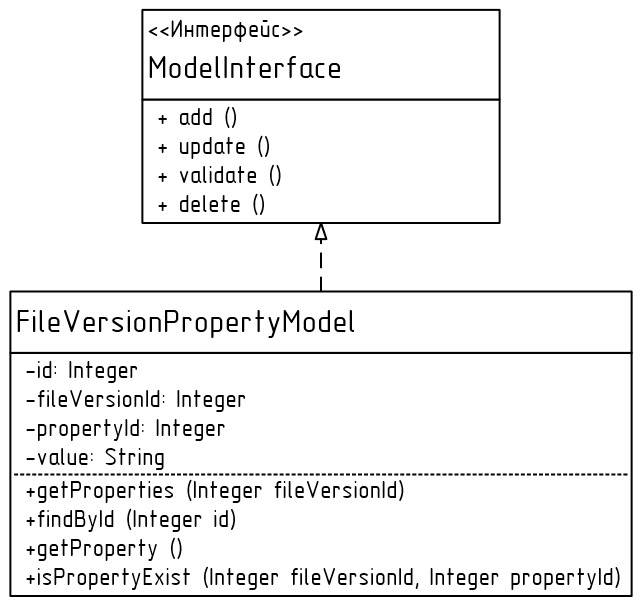 <<Интерфейс>>
ModelInterface
+ add ()
+ update ()
+ validate ()
+ delete ()
FileVersionPropertyModel
-id: Integer
-fileVersionId: Integer
-propertyId: Integer
-value: String
+getProperties (Integer fileVersionId)
+findById (Integer id)
+getProperty ()
+isPropertyExist (Integer fileVersionId, Integer propertyId)